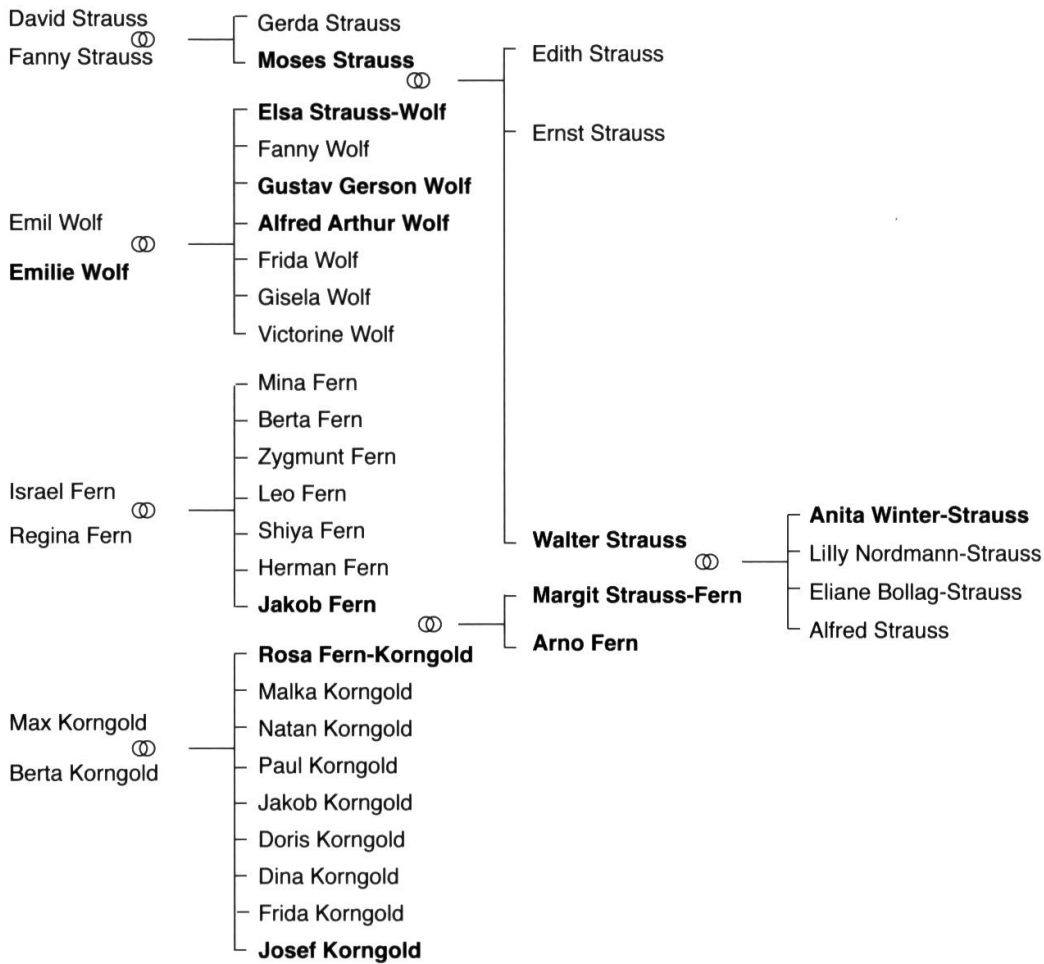 David Strauss
Fanny Strauss
Gerda Strauss
Moses Strauss
Edith Strauss
Elsa Strauss-Wolf
Fanny Wolf
Ernst Strauss
Gustav Gerson Wolf
Emil Wolf
Emilie Wolf
Alfred Arthur Wolf
Frida Wolf
Gisela Wolf
Victorine Wolf
Mina Fern
Berta Fern
Zygmunt Fern
Israel Fern
Regina Fern
Leo Fern
Shiya Fern
Herman Fern
Jakob Fern
Walter Strauss
Margit Strauss-Fern
Arno Fern
Anita Winter-Strauss
Lilly Nordmann-Strauss
Eliane Bollag-Strauss
Alfred Strauss
Rosa Fern-Korngold
Malka Korngold
Max Korngold
Berta Korngold
Natan Korngold
Paul Korngold
Jakob Korngold
Doris Korngold
Dina Korngold
Frida Korngold
Josef Korngold